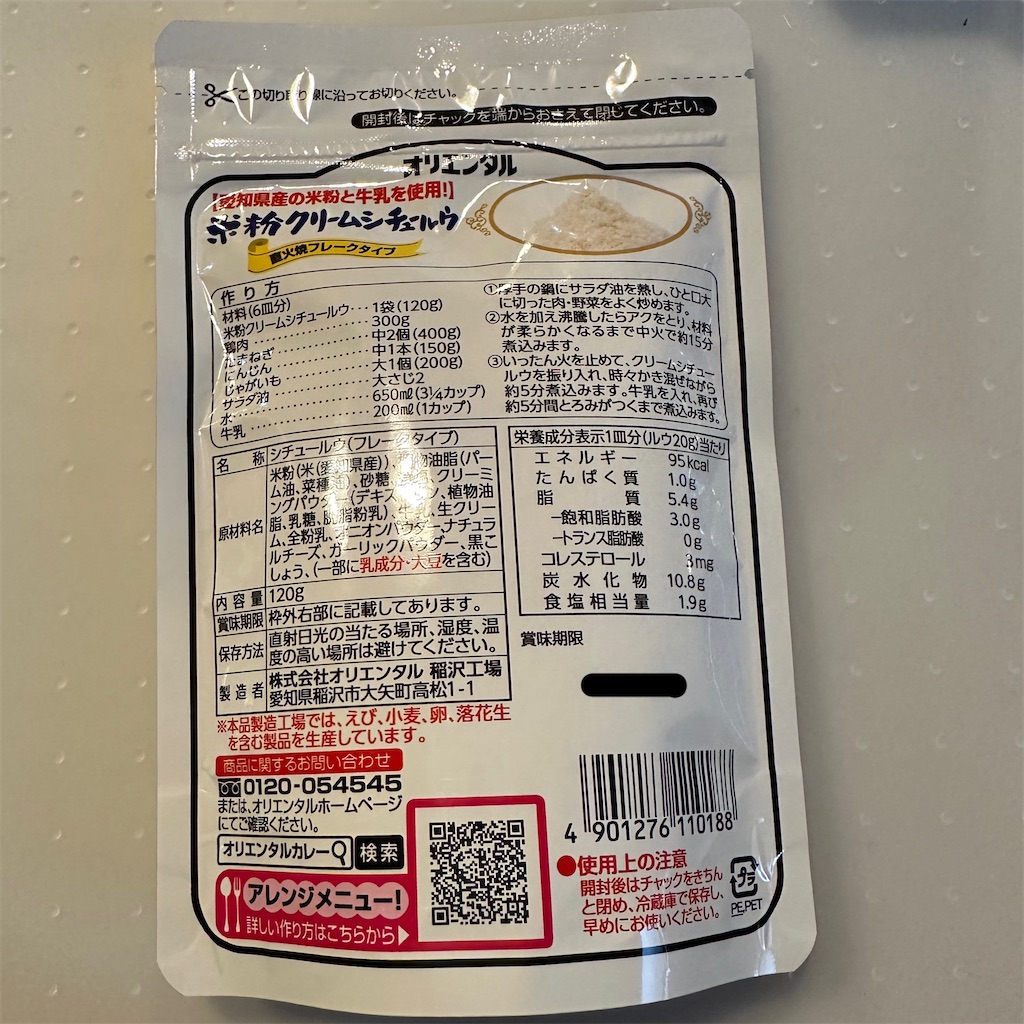 この切り取り線に沿ってお切りください。
開封後はチャックを端からおさえて閉じてください。
オリエンタル
【愛知県産の米粉と牛乳を使用!】
米粉クリームシチュールウ
直火焼フレークタイプ
作り方
材料(6皿分)
米粉クリームシチュールウ・・・1袋(120g)
鶏肉・・・300g
たまねぎ・・・中2個(400g)
にんじん・・・中1本(150g)
じゃがいも・・・大1個(200g)
サラダ油・・・大さじ2
水・・・650㎖(3¼カップ)
牛乳・・・200㎖(1カップ)
①厚手の鍋にサラダ油を熱し、ひと口大
に切った肉・野菜をよく炒めます。
②水を加え沸騰したらアクをとり、材料
が柔らかくなるまで中火で約15分
煮込みます。
③いったん火を止めて、クリームシチュー
ルウを振り入れ、時々かき混ぜながら
約5分煮込みます。牛乳を入れ、再び
約5分間とろみがつくまで煮込みます。
名称 シチュールウ(フレークタイプ)
原材料名 米粉(米(愛知県産))、植物油脂(パー
ム油、菜種油)、砂糖、、クリーミ
ングパウダー(デキストリン、植物油
脂、乳糖、脱脂粉乳)、牛乳、生クリー
ム、全粉乳、オニオンパウダー、ナチュラ
ルチーズ、ガーリックパウダー、黒こ
しょう、(一部に乳成分・大豆を含む)
内容量 120g
賞味期限 枠外右部に記載してあります。
保存方法 直射日光の当たる場所、湿度、温
度の高い場所は避けてください。
製造者 株式会社オリエンタル 稲沢工場
愛知県稲沢市大矢町高松1-1
※本品製造工場では、えび、小麦、卵、落花生
を含む製品を生産しています。
栄養成分表示1皿分(ルウ20g)当たり
エネルギー 95kcal
たんぱく質 1.0g
脂質 5.4g
－飽和脂肪酸 3.0g
－トランス脂肪酸 0g
コレステロール 3mg
炭水化物 10.8g
食塩相当量 1.9g
賞味期限
商品に関するお問い合わせ
0120-054545
または、オリエンタルホームページ
にてご確認ください。
オリエンタルカレー 検索
アレンジメニュー!
詳しい作り方はこちらから▶
4 901276 110188
●使用上の注意
開封後はチャックをきちん
と閉め、冷蔵庫で保存し、
早めにお使いください。
プラ
PE,PET